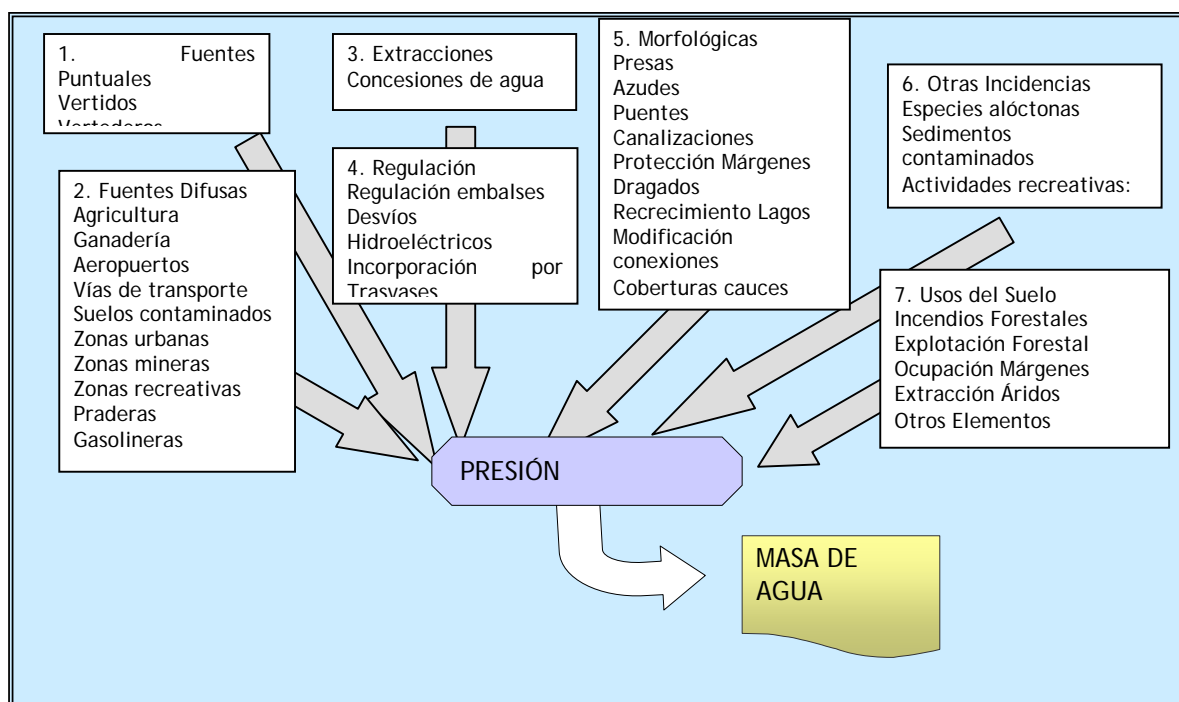 1. Fuentes
Puntuales
Vertidos
Vertederos
2. Fuentes Difusas
Agricultura
Ganadería
Aeropuertos
Vías de transporte
Suelos contaminados
Zonas urbanas
Zonas mineras
Zonas recreativas
Praderas
Gasolineras
3. Extracciones
Concesiones de agua
4. Regulación
Regulación embalses
Desvíos
Hidroeléctricos
Incorporación por
Trasvases
5. Morfológicas
Presas
Azudes
Puentes
Canalizaciones
Protección Márgenes
Dragados
Recrecimiento Lagos
Modificación
conexiones
Coberturas cauces
6. Otras Incidencias
Especies alóctonas
Sedimentos
contaminados
Actividades recreativas:
7. Usos del Suelo
Incendios Forestales
Explotación Forestal
Ocupación Márgenes
Extracción Áridos
Otros Elementos
PRESIÓN
MASA DE
AGUA